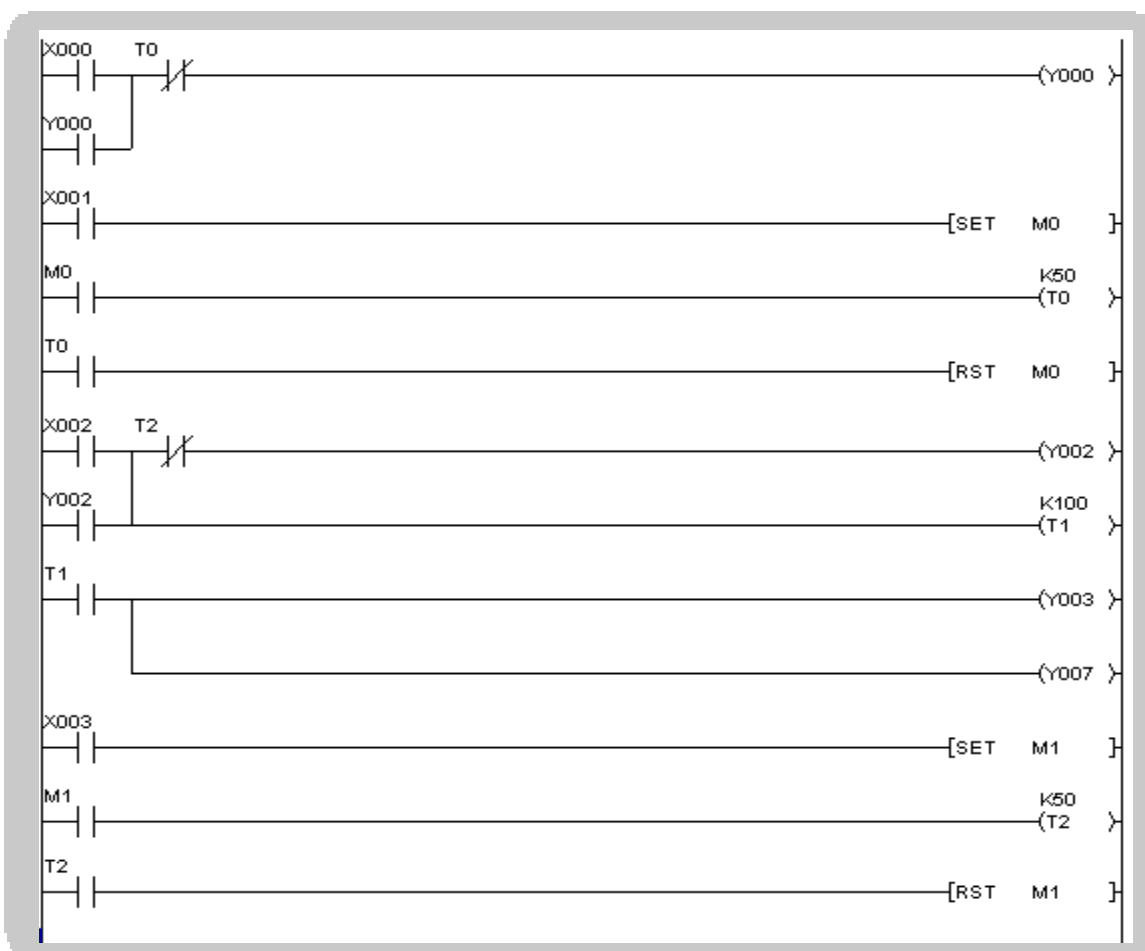 X000 T0
(Y000 )
Y000
X001
[SET M0 ]
M0
K50
(T0 )
T0
[RST M0 ]
X002 T2
(Y002 )
Y002
K100
(T1 )
T1
(Y003 )
(Y007 )
X003
[SET M1 ]
M1
K50
(T2 )
T2
[RST M1 ]